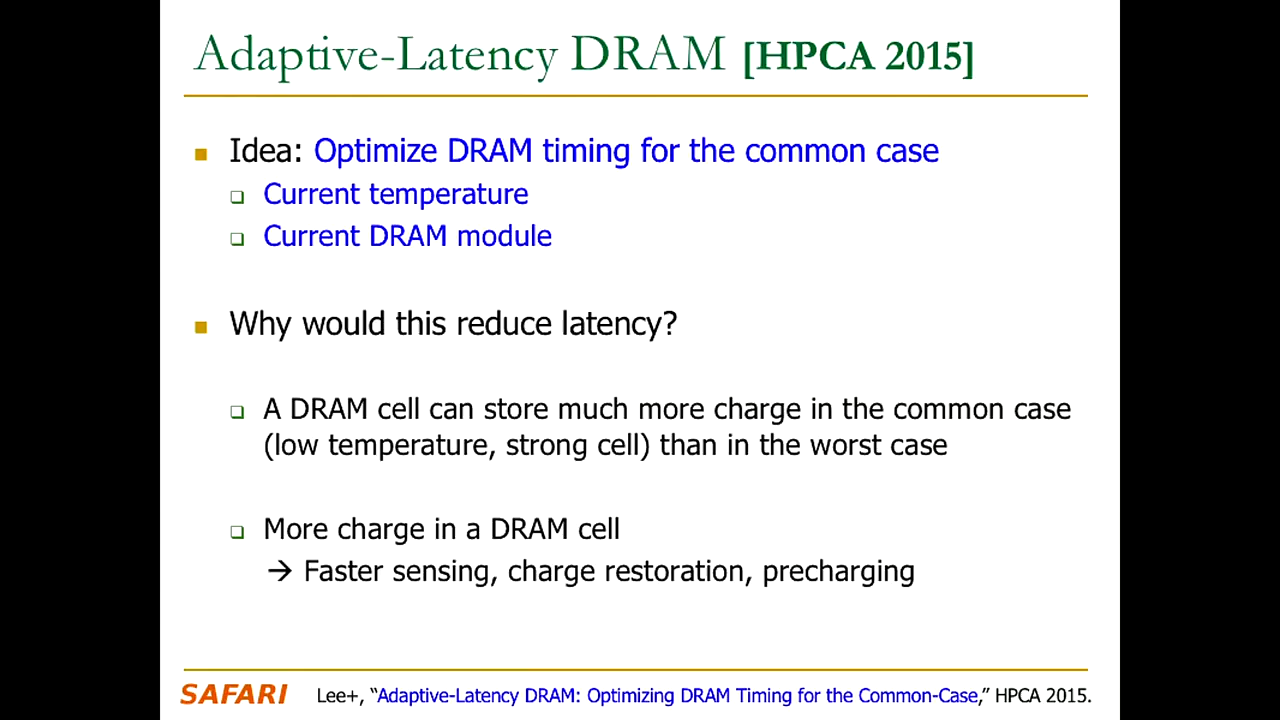 Adaptive-Latency DRAM [HPCA 2015]
Idea: Optimize DRAM timing for the common case
Current temperature
Current DRAM module
Why would this reduce latency?
A DRAM cell can store much more charge in the common case
(low temperature, strong cell) than in the worst case
More charge in a DRAM cell
→ Faster sensing, charge restoration, precharging
SAFARI Lee+, “Adaptive-Latency DRAM: Optimizing DRAM Timing for the Common-Case,” HPCA 2015.